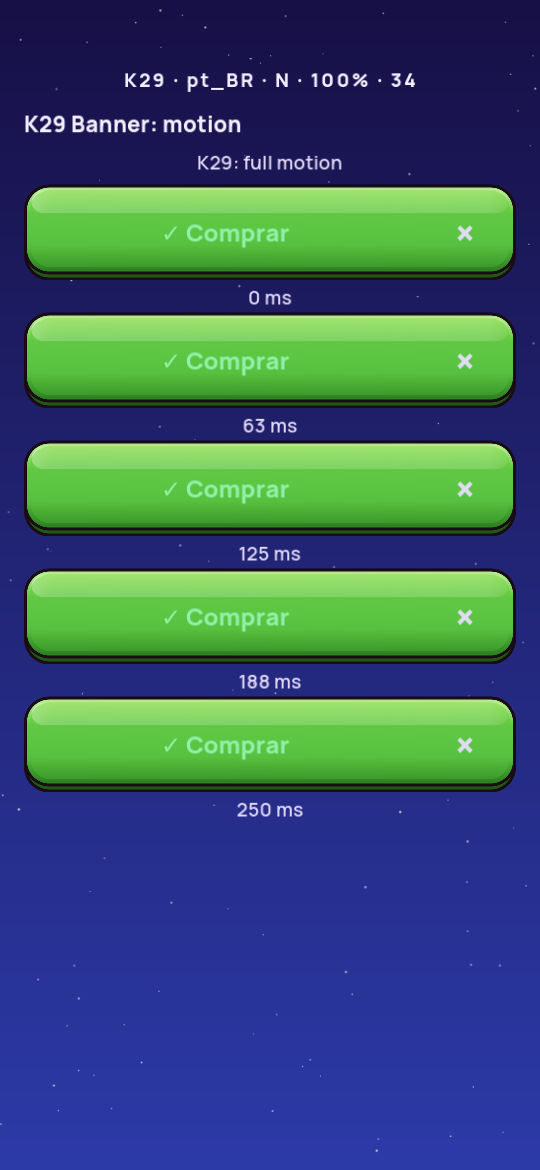 K29 · pt_BR · N · 100% · 34
K29 Banner: motion
K29: full motion
✓ Comprar ×
0 ms
✓ Comprar ×
63 ms
✓ Comprar ×
125 ms
✓ Comprar ×
188 ms
✓ Comprar ×
250 ms